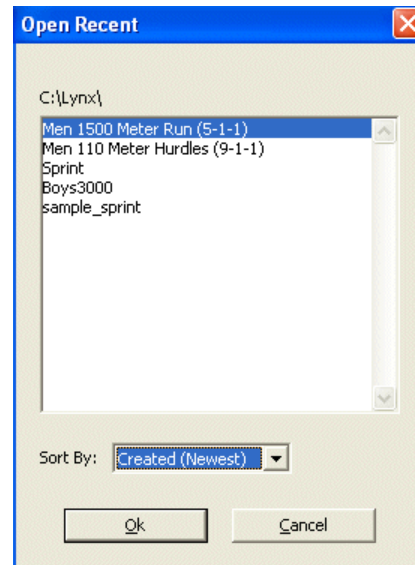 Open Recent
C:\Lynx\
Men 1500 Meter Run (5-1-1)
Men 110 Meter Hurdles (9-1-1)
Sprint
Boys3000
sample_sprint
Sort By: Created (Newest)
Ok Cancel